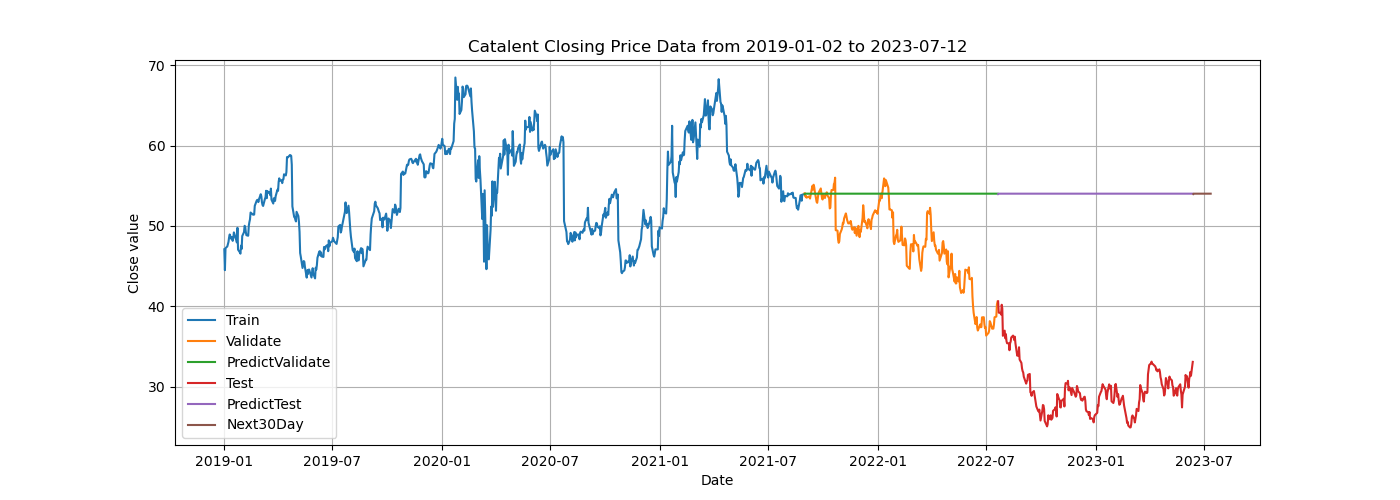 Catalent Closing Price Data from 2019-01-02 to 2023-07-12
70
60
50
40
30
Close value
Train
Validate
PredictValidate
Test
PredictTest
Next30Day
2019-01 2019-07 2020-01 2020-07 2021-01 2021-07 2022-01 2022-07 2023-01 2023-07
Date